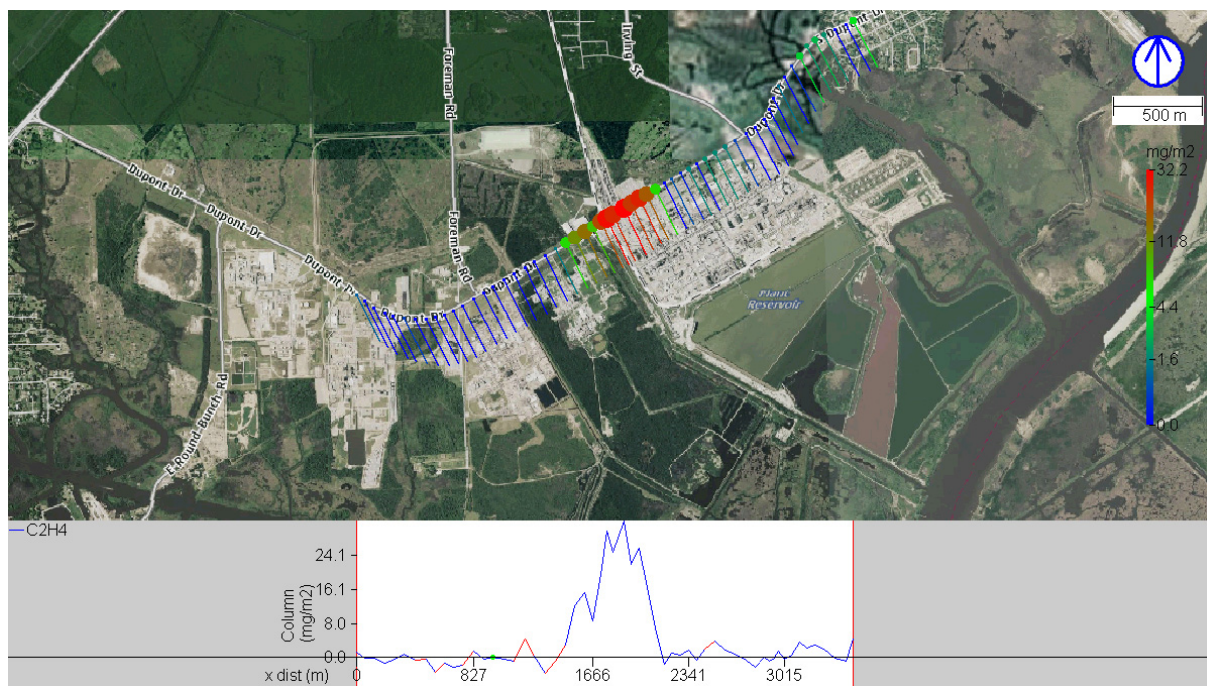 S Dupont Dr
Irving St
Foreman Rd
500 m
mg/m2
32.2
Dupont Dr
Dupont Dr
Dupont Dr
11.8
Foreman Rd
Dupont Dr
Dupont Dr
Plant
Reservoir
4.4
Dupont Dr
1.6
E Round Bunch Rd
0.0
C2H4
24.1
16.1
Column
(mg/m2)
8.0
0.0
x dist (m)
0
827
1666
2341
3015